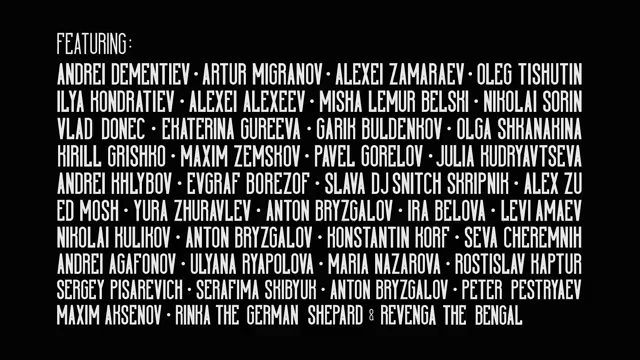 FEATURING:
ANDREI DEMENTIEV • ARTUR MIGRANOV • ALEXEI ZAMARAEV • OLEG TISHUTIN
ILYA KONDRATIEV • ALEXEI ALEXEEV • MISHA LEMUR BELSKI • NIKOLAI SORIN
VLAD DONEC • EKATERINA GUREEVA • GARIK BULDENKOV • OLGA SHKANAKINA
KIRILL GRISHKO • MAXIM ZEMSKOV • PAVEL GORELOV • JULIA KUDRYAVTSEVA
ANDREI KHLYBOV • EVGRAF BOREZOF • SLAVA DJ SNITCH SKRIPNIK • ALEX ZU
ED MOSH • YURA ZHURAVLEV • ANTON BRYZGALOV • IRA BELOVA • LEVI AMAEV
NIKOLAI KULIKOV • ANTON BRYZGALOV • KONSTANTIN KORF • SEVA CHEREMNIH
ANDREI AGAFONOV • ULYANA RYAPOLOVA • MARIA NAZAROVA • ROSTISLAV KAPTUR
SERGEY PISAREVICH • SERAFIMA SKIBYUK • ANTON BRYZGALOV • PETER PESTRYAEV
MAXIM AKSENOV • RINKA THE GERMAN SHEPARD & REVENGA THE BENGAL